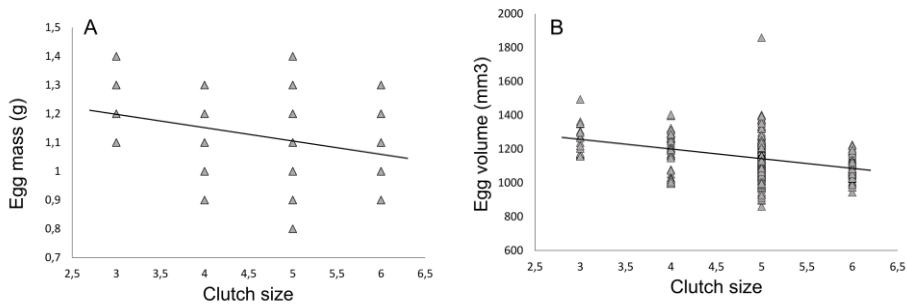 A
Egg mass (g)
1,5
1,4
1,3
1,2
1,1
1
0,9
0,8
0,7
2,5 3 3,5 4 4,5 5 5,5 6 6,5
Clutch size
B
Egg volume (mm3)
2000
1800
1600
1400
1200
1000
800
600
2,5 3 3,5 4 4,5 5 5,5 6 6,5
Clutch size